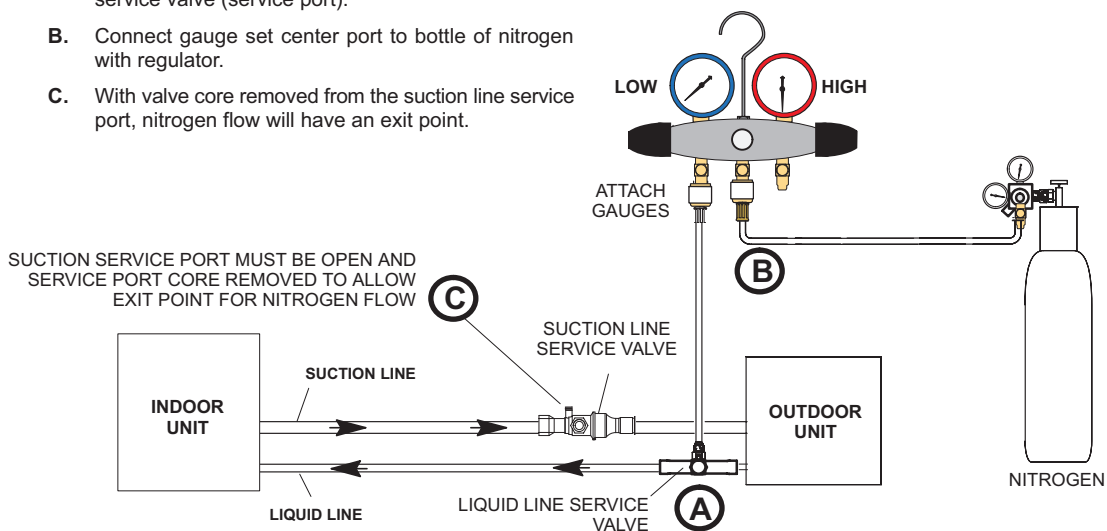 service valve (service port).
B. Connect gauge set center port to bottle of nitrogen
with regulator.
C. With valve core removed from the suction line service
port, nitrogen flow will have an exit point.
LOW
HIGH
ATTACH
GAUGES
B
SUCTION SERVICE PORT MUST BE OPEN AND
SERVICE PORT CORE REMOVED TO ALLOW
EXIT POINT FOR NITROGEN FLOW
C
SUCTION LINE
SERVICE VALVE
SUCTION LINE
INDOOR
UNIT
OUTDOOR
UNIT
NITROGEN
LIQUID LINE
LIQUID LINE SERVICE
VALVE
A